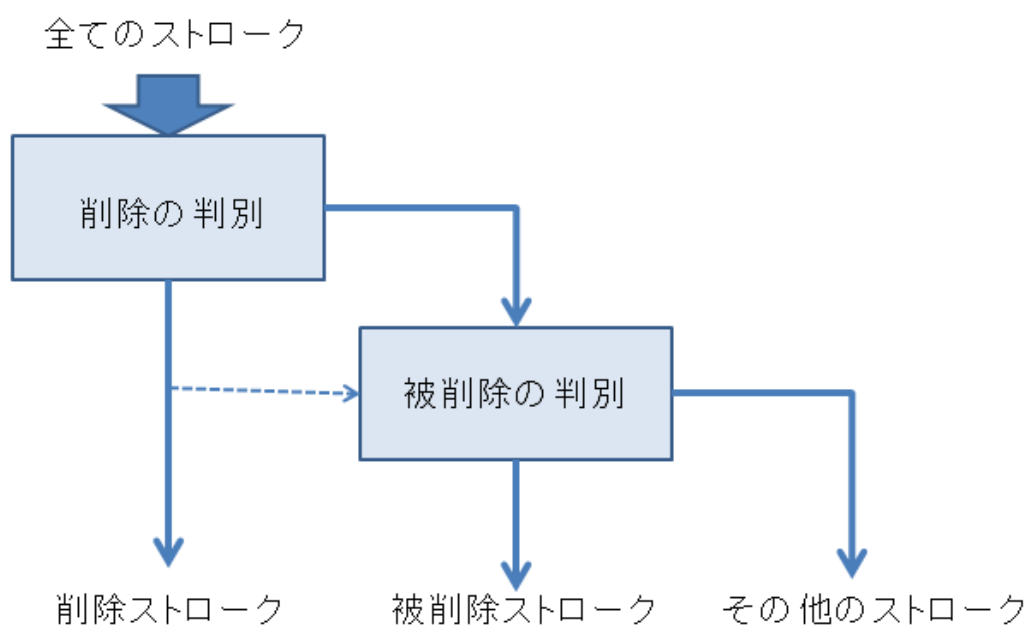 全てのストローク
削除の判別
被削除の判別
削除ストローク
被削除ストローク
その他のストローク